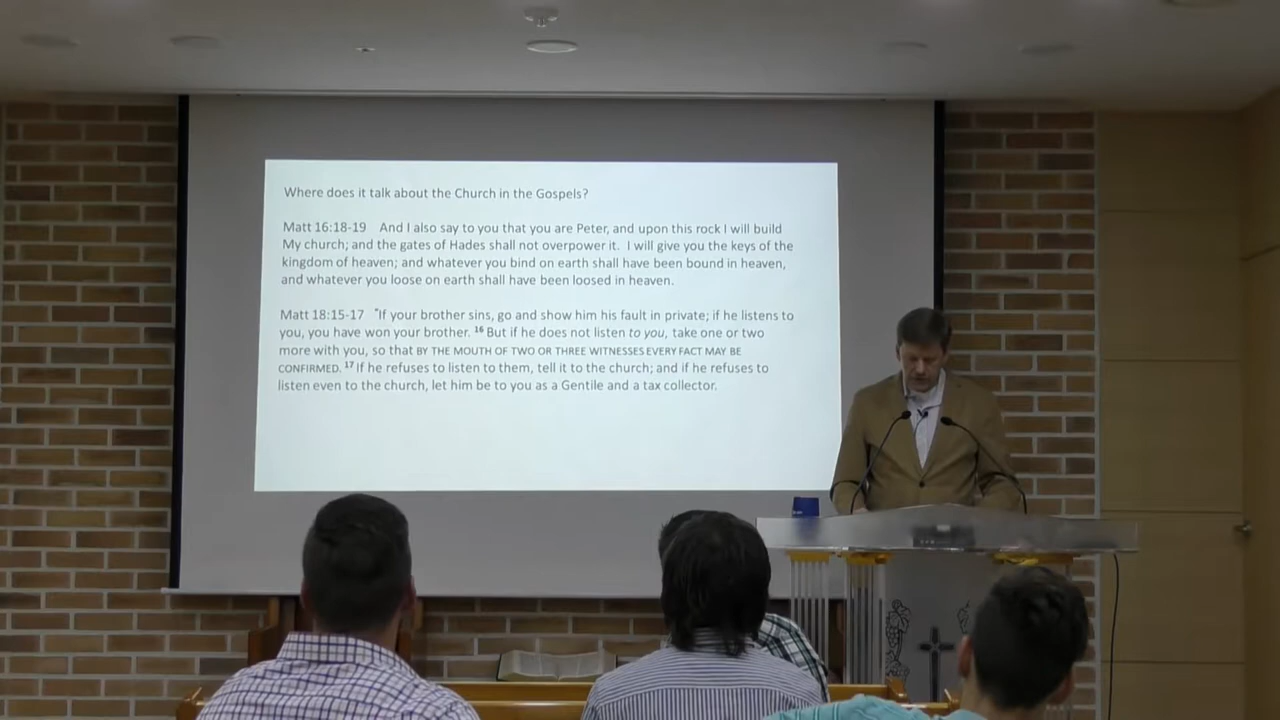 Where does it talk about the Church in the Gospels?
Matt 16:18-19 And I also say to you that you are Peter, and upon this rock I will build
My church; and the gates of Hades shall not overpower it. I will give you the keys of the
kingdom of heaven; and whatever you bind on earth shall have been bound in heaven,
and whatever you loose on earth shall have been loosed in heaven.
Matt 18:15-17 "If your brother sins, go and show him his fault in private; if he listens to
you, you have won your brother. 16 But if he does not listen to you, take one or two
more with you, so that BY THE MOUTH OF TWO OR THREE WITNESSES EVERY FACT MAY BE
CONFIRMED. 17 If he refuses to listen to them, tell it to the church; and if he refuses to
listen even to the church, let him be to you as a Gentile and a tax collector.